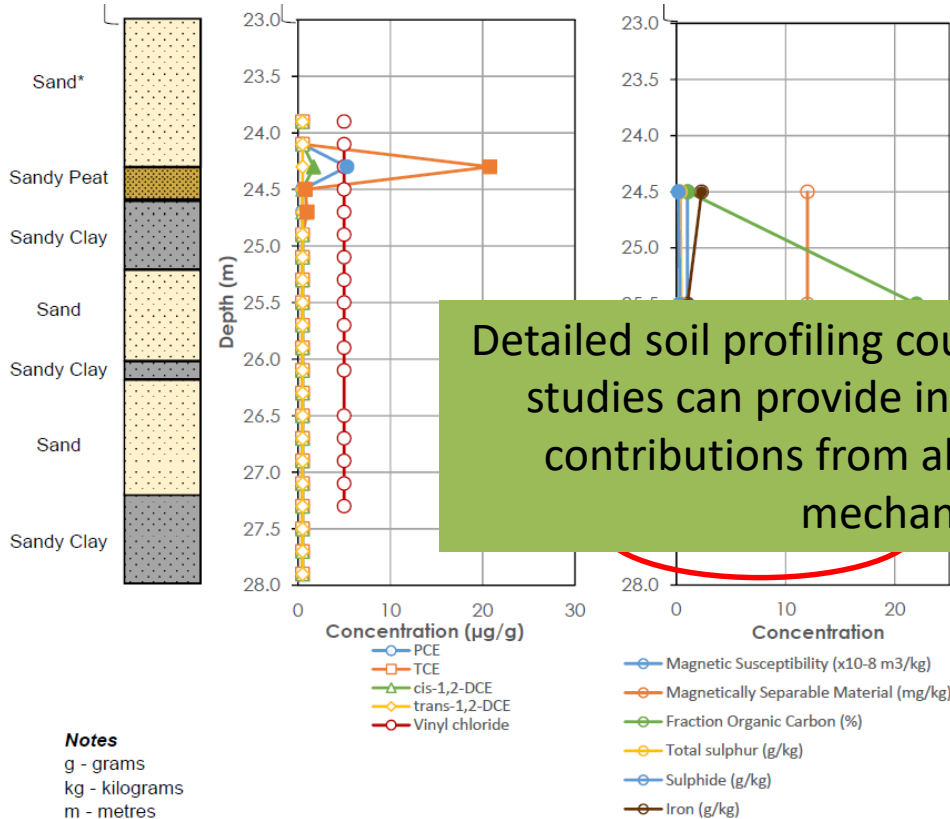 Sand*
Sandy Peat
Sandy Clay
Sand
Sandy Clay
Sand
Sandy Clay
Depth (m)
23.0
23.5
24.0
24.5
25.0
25.5
26.0
26.5
27.0
27.5
28.0
0 10 20 30
Concentration (µg/g)
PCE
TCE
cis-1,2-DCE
trans-1,2-DCE
Vinyl chloride
23.0
23.5
24.0
24.5
25.0
28.0
0 10 20
Concentration
Magnetic Susceptibility (x10-8 m3/kg)
Magnetically Separable Material (mg/kg)
Fraction Organic Carbon (%)
Total sulphur (g/kg)
Sulphide (g/kg)
Iron (g/kg)
Detailed soil profiling cou
studies can provide in
contributions from al
mechan
Notes
g - grams
kg - kilograms
m - metres